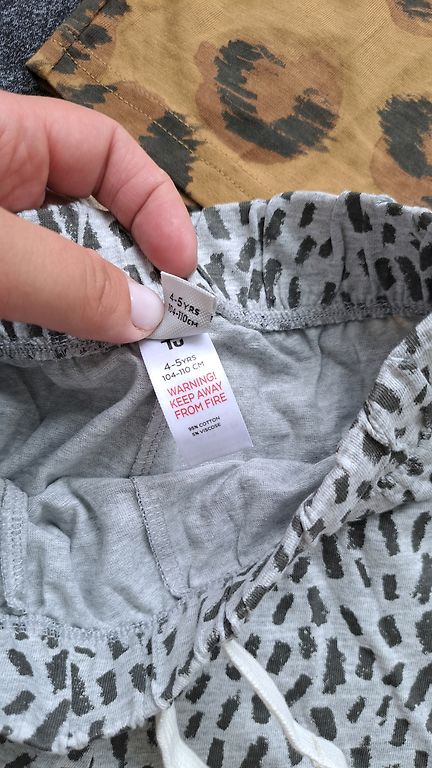 4-5YRS
104-110CM
4-5YRS
104-110 CM
WARNING!
KEEP AWAY
FROM FIRE
95% COTTON
5% VISCOSE